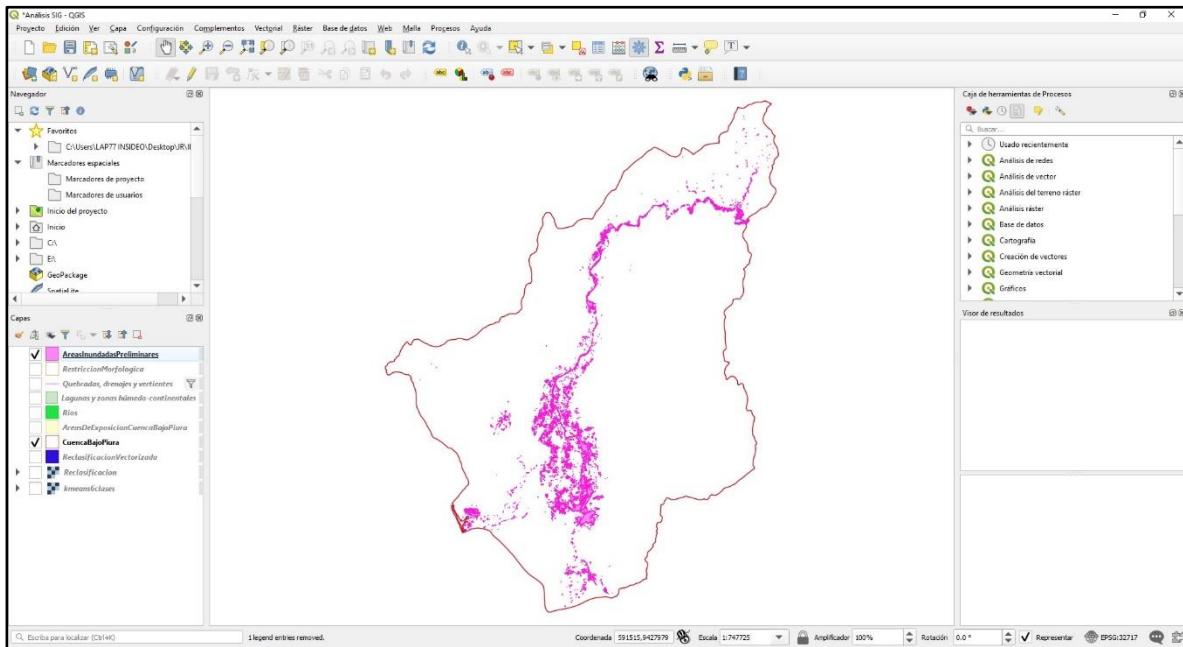 *Análisis SIG - QGIS
Proyecto Edición Ver Capa Configuración Complementos Vectorial Ráster Base de datos Web Malla Procesos Ayuda
Navegador
Favoritos
C:\Users\LAP77 INSIDEO\Desktop\JR\I
Marcadores espaciales
Marcadores de proyecto
Marcadores de usuarios
Inicio del proyecto
Inicio
C:\
E:\
GeoPackage
SpatiaLite
Capas
AreasInundadasPreliminares
RestriccionMorfologica
Quebradas, drenajes y vertientes
Lagunas y zonas húmedo-continentales
Rios
AreasDeExposicionCuencaBajoPiura
CuencaBajoPiura
ReclasificacionVectorizada
Reclasificacion
kmeans6clases
Caja de herramientas de Procesos
Buscar...
Usado recientemente
Análisis de redes
Análisis de vector
Análisis del terreno ráster
Análisis ráster
Base de datos
Cartografía
Creación de vectores
Geometría vectorial
Gráficos
Visor de resultados
Escriba para localizar (Ctrl+K)
1 legend entries removed.
Coordenada 591515,9427979
Escala 1:747725
Amplificador 100%
Rotación 0.0 °
Representar
EPSG:32717